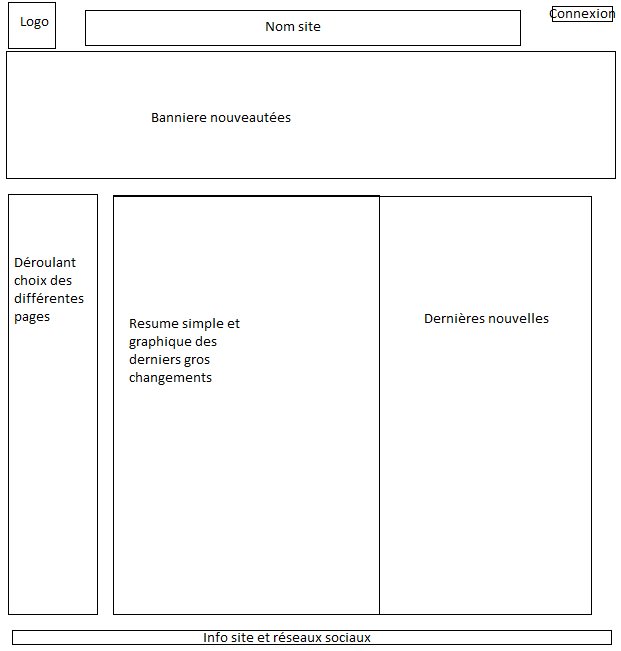 Logo
Nom site
Connexion
Banniere nouveautées
Déroulant
choix des
différentes
pages
Resume simple et
graphique des
derniers gros
changements
Dernières nouvelles
Info site et réseaux sociaux